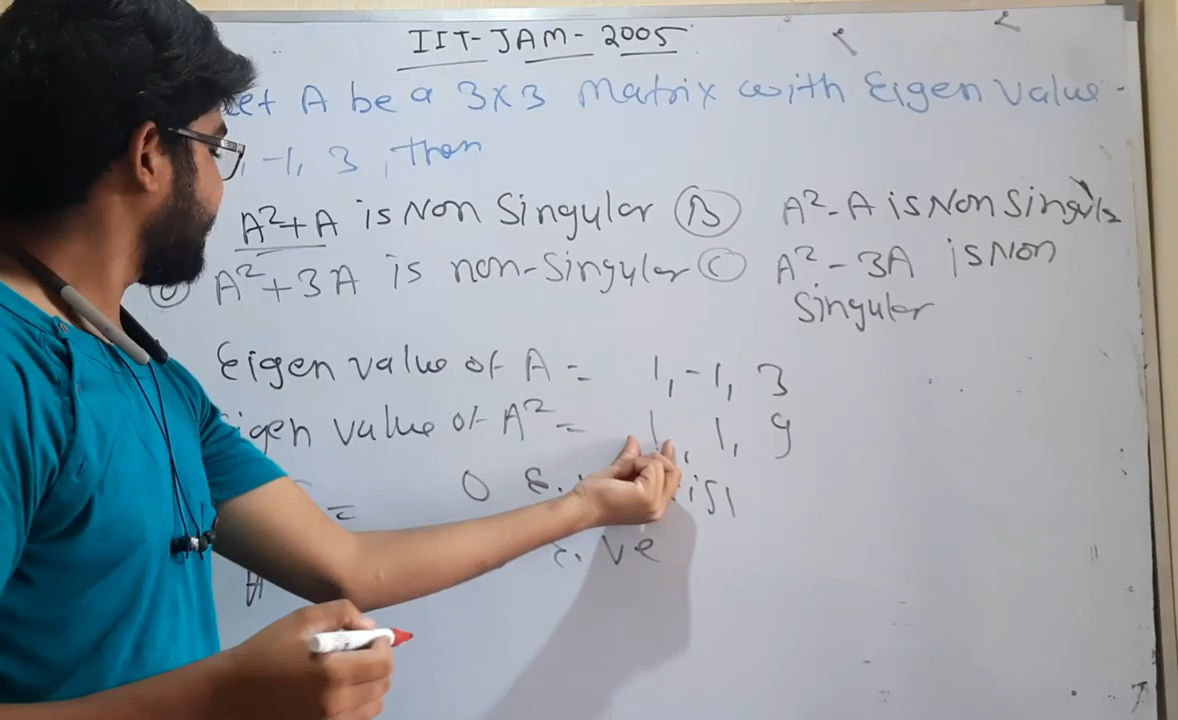 IIT-JAM-2005
et A be a 3x3 Matrix with Eigen value
, -1, 3, then
A²+A is Non Singular (B) A²-A is Non Singular
A²+3A is non-Singular (C) A²-3A is Non
Singular
Eigen value of A = 1, -1, 3
igen value of A² = 1, 1, 9
=
0
ve
A